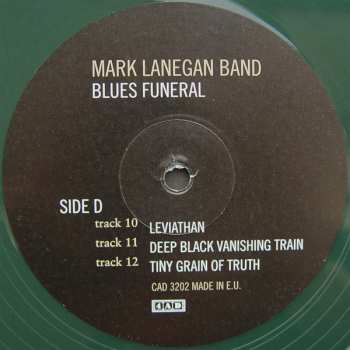 MARK LANEGAN BAND
BLUES FUNERAL
SIDE D
track 10 LEVIATHAN
track 11 DEEP BLACK VANISHING TRAIN
track 12 TINY GRAIN OF TRUTH
CAD 3202 MADE IN E.U.
4AD